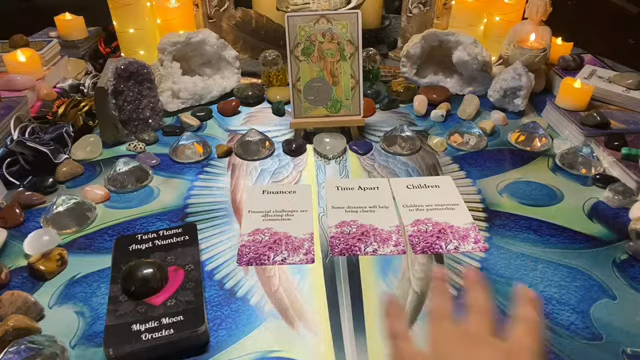 Finances
Financial challenges are
affecting this
connection
Time Apart
Some distance will help
bring clarity
Children
Children are important
to this partnership.
Twin Flame
Angel Numbers
Mystic Moon
Oracles